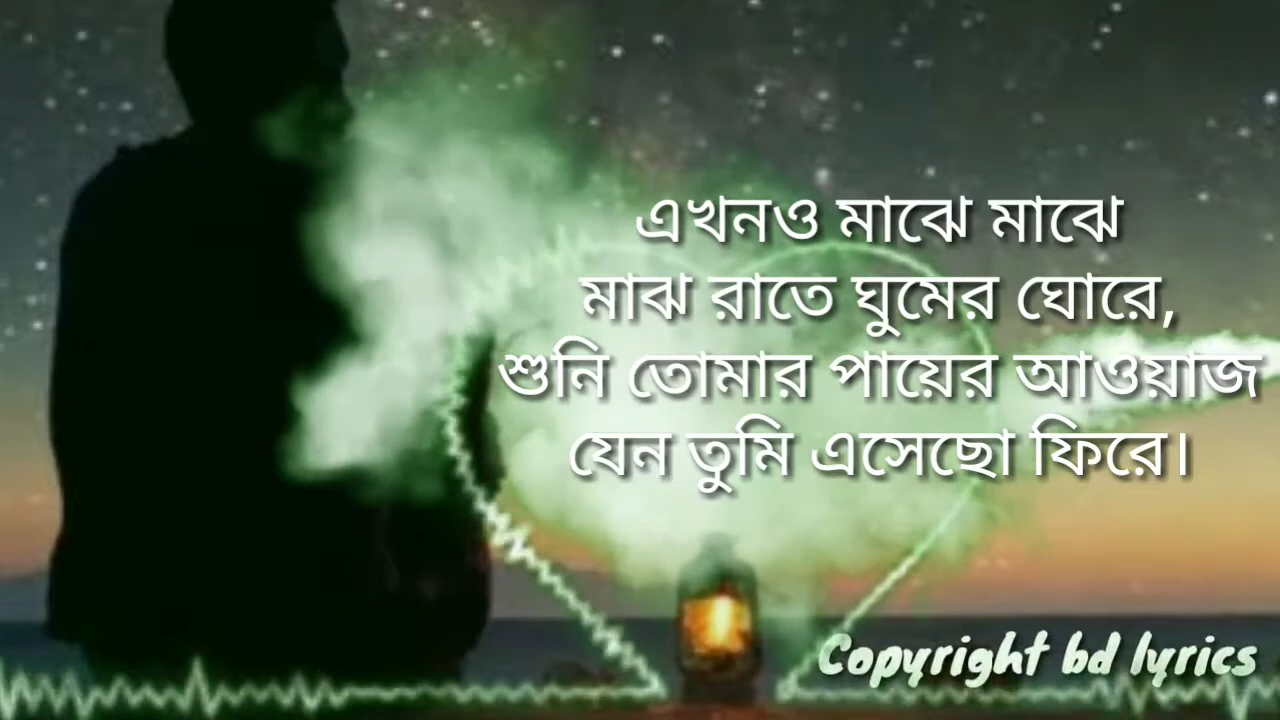 এখনও মাঝে মাঝে
মাঝ রাতে ঘুমের ঘোরে,
শুনি তোমার পায়ের আওয়াজ
যেন তুমি এসেছো ফিরে।
Copyright bd lyrics